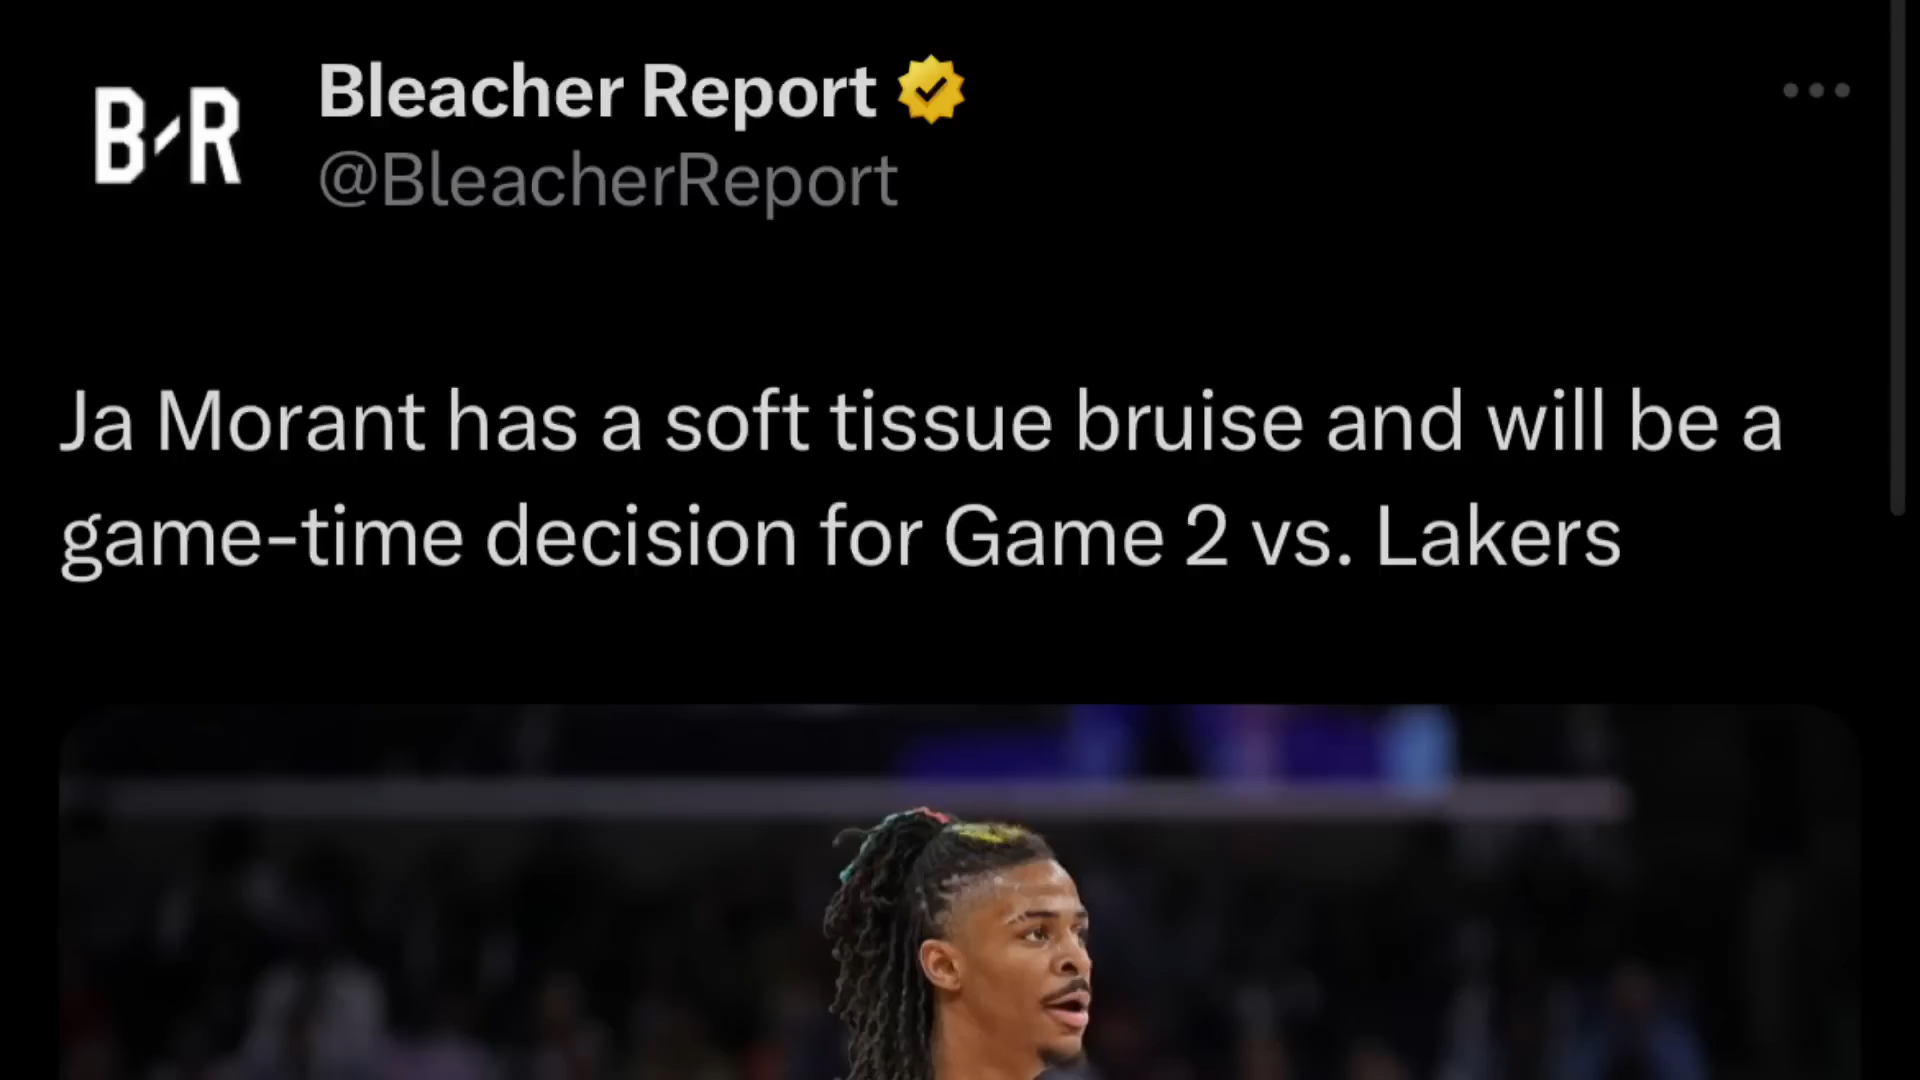 B/R
Bleacher Report
@BleacherReport
Ja Morant has a soft tissue bruise and will be a
game-time decision for Game 2 vs. Lakers